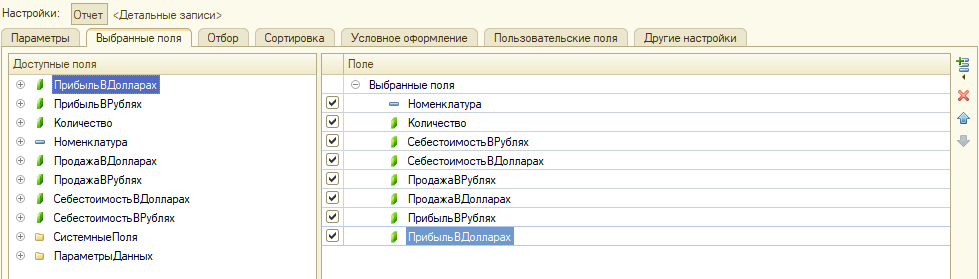 Настройки: Отчет <Детальные записи>
Параметры Выбранные поля Отбор Сортировка Условное оформление Пользовательские поля Другие настройки
Доступные поля
ПрибыльВДолларах
ПрибыльВРублях
Количество
Номенклатура
ПродажаВДолларах
ПродажаВРублях
СебестоимостьВДолларах
СебестоимостьВРублях
СистемныеПоля
ПараметрыДанных
Поле
Выбранные поля
Номенклатура
Количество
СебестоимостьВРублях
СебестоимостьВДолларах
ПродажаВРублях
ПродажаВДолларах
ПрибыльВРублях
ПрибыльВДолларах